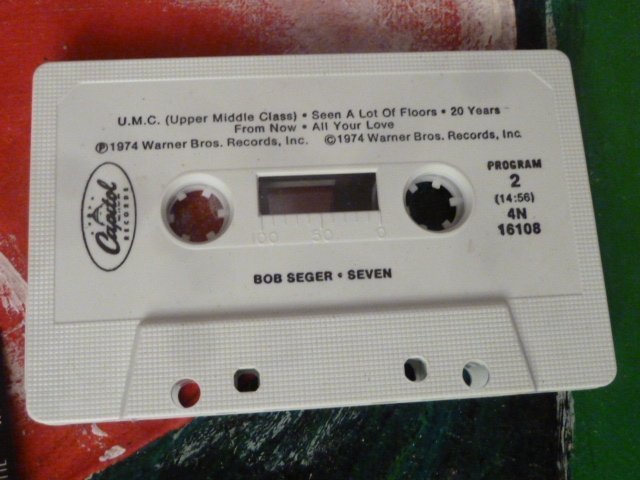 U.M.C. (Upper Middle Class) • Seen A Lot Of Floors • 20 Years
From Now • All Your Love
℗1974 Warner Bros. Records, Inc. ©1974 Warner Bros. Records, Inc.
Capitol
RECORDS
PROGRAM
2
(14:56)
4N
16108
100 50 0
BOB SEGER • SEVEN